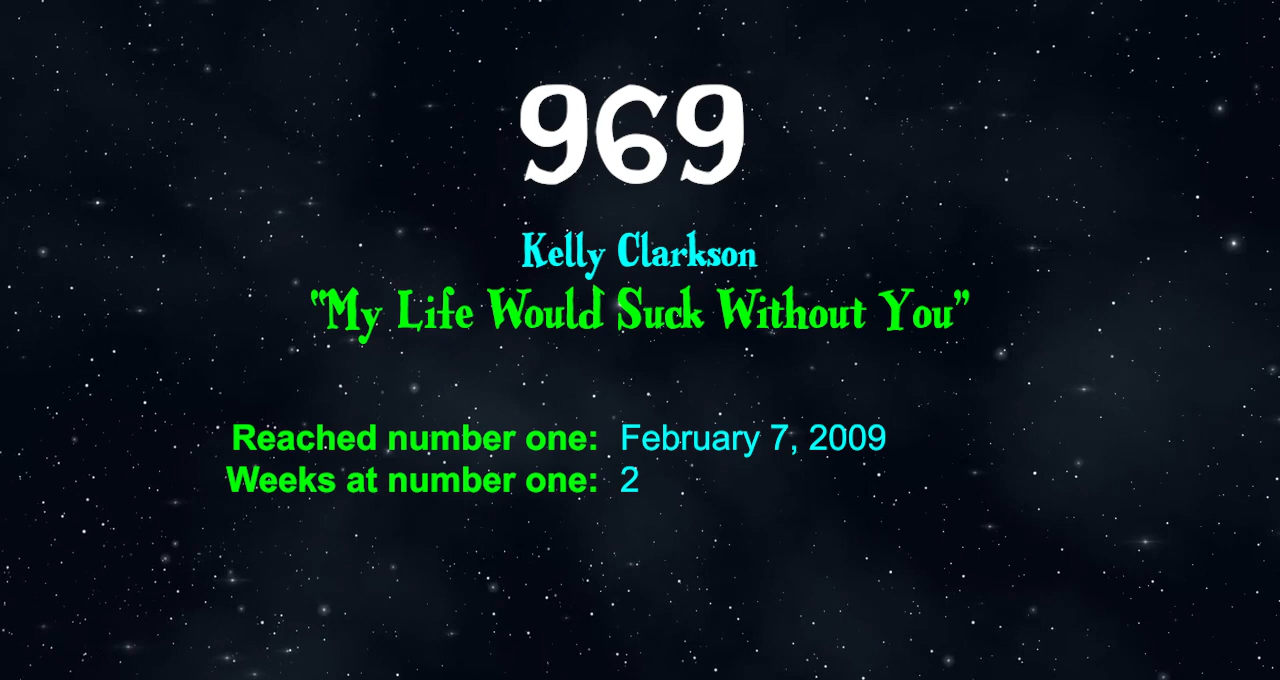 969
Kelly Clarkson
“My Life Would Suck Without You”
Reached number one: February 7, 2009
Weeks at number one: 2